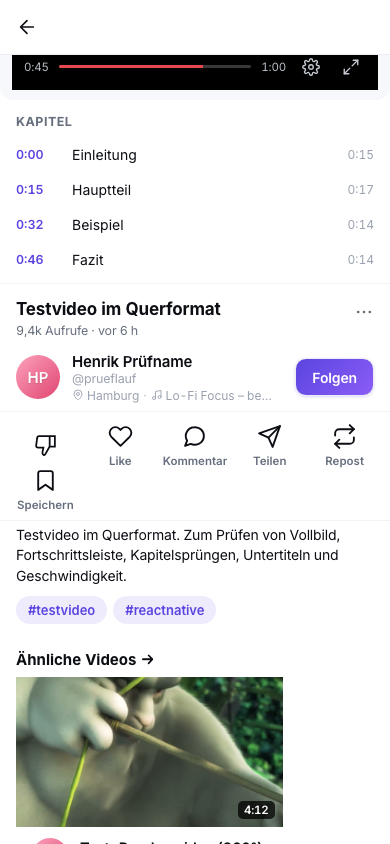 0:45 1:00
KAPITEL
0:00 Einleitung 0:15
0:15 Hauptteil 0:17
0:32 Beispiel 0:14
0:46 Fazit 0:14
Testvideo im Querformat
9,4k Aufrufe · vor 6 h
HP
Henrik Prüfname
@prueflauf
Hamburg · Lo-Fi Focus – be...
Folgen
Like Kommentar Teilen Repost
Speichern
Testvideo im Querformat. Zum Prüfen von Vollbild,
Fortschrittsleiste, Kapitelsprüngen, Untertiteln und
Geschwindigkeit.
#testvideo #reactnative
Ähnliche Videos →
4:12